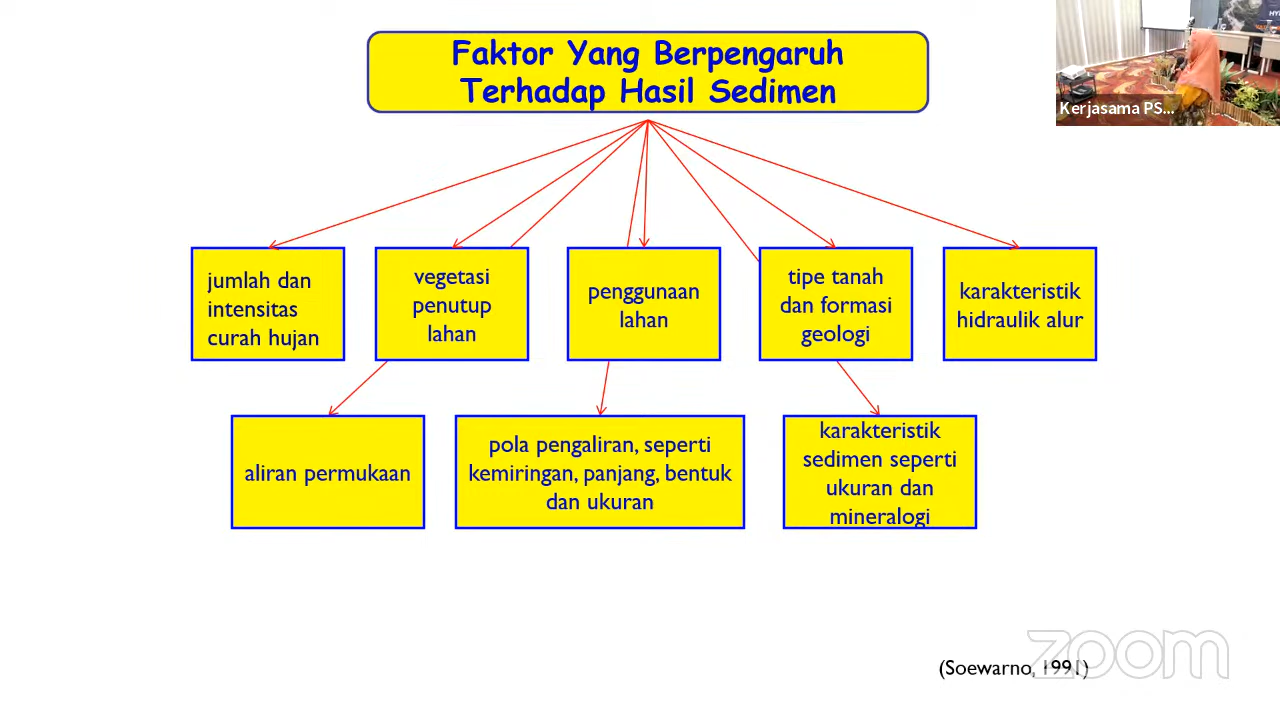 Faktor Yang Berpengaruh
Terhadap Hasil Sedimen
Kerjasama PS...
jumlah dan
intensitas
curah hujan
vegetasi
penutup
lahan
penggunaan
lahan
tipe tanah
dan formasi
geologi
karakteristik
hidraulik alur
aliran permukaan
pola pengaliran, seperti
kemiringan, panjang, bentuk
dan ukuran
karakteristik
sedimen seperti
ukuran dan
mineralogi
zoom
(Soewarno, 1991)